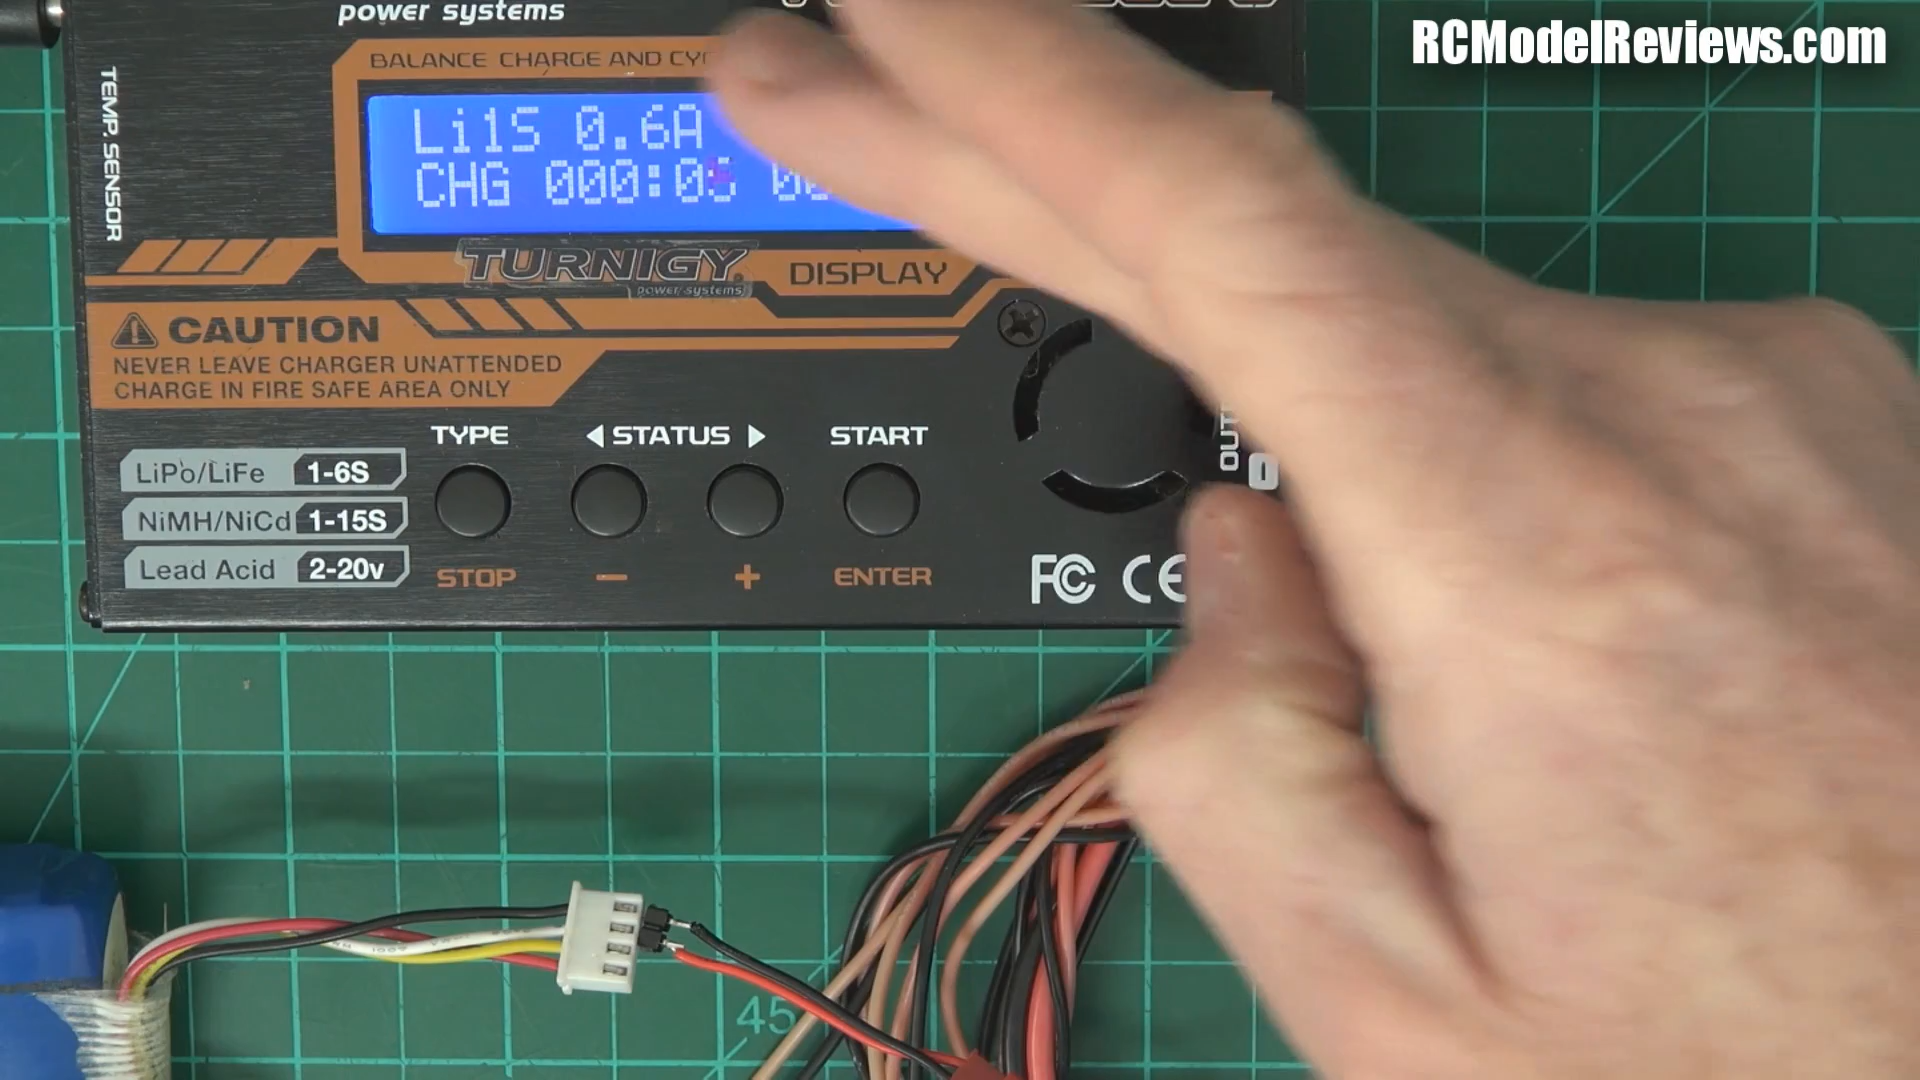 power systems
RCModelReviews.com
BALANCE CHARGE AND
TEMP. SENSOR
Li1S 0.6A
CHG 000:05
TURNIGY
power systems
DISPLAY
CAUTION
NEVER LEAVE CHARGER UNATTENDED
CHARGE IN FIRE SAFE AREA ONLY
TYPE
◀ STATUS ▶
START
LiPo/LiFe 1-6S
NiMH/NiCd 1-15S
Lead Acid 2-20v
STOP
−
+
ENTER
FC CE
45